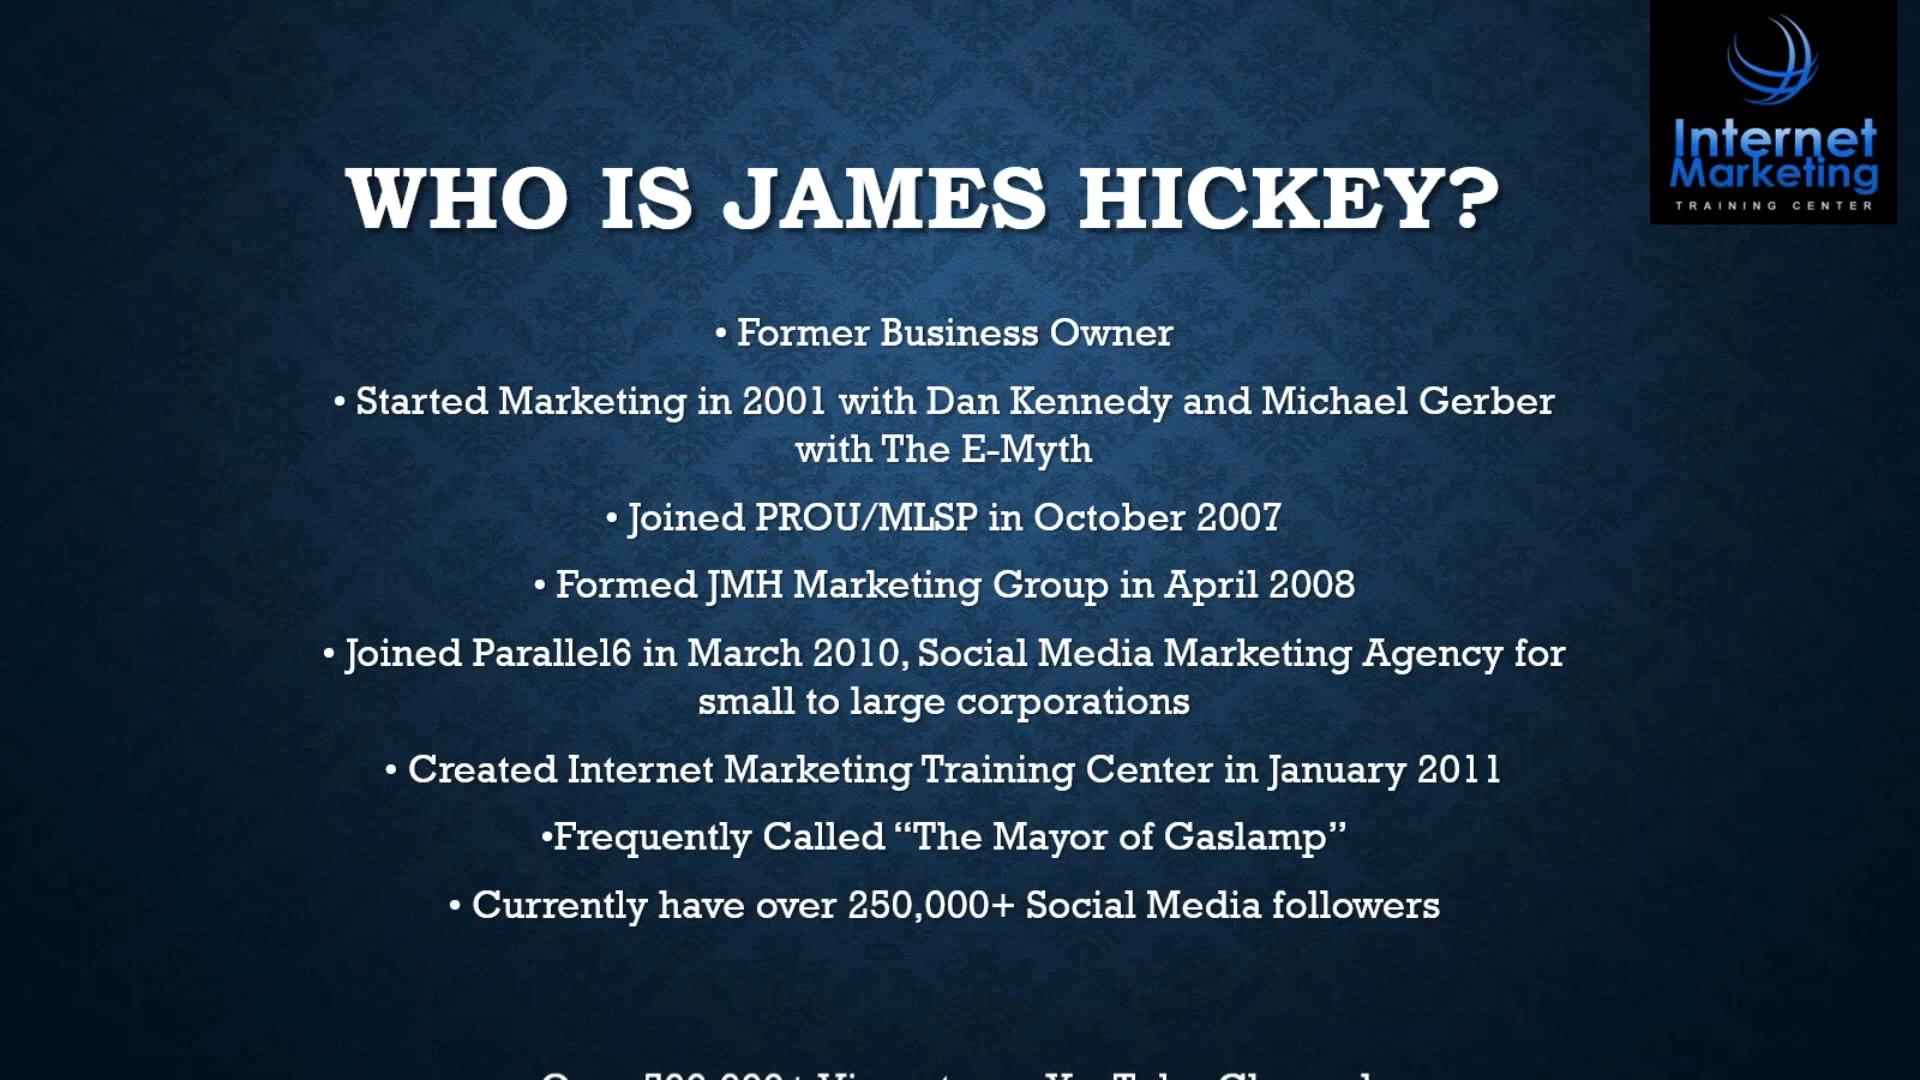 Internet
Marketing
TRAINING CENTER
WHO IS JAMES HICKEY?
• Former Business Owner
• Started Marketing in 2001 with Dan Kennedy and Michael Gerber
with The E-Myth
• Joined PROU/MLSP in October 2007
• Formed JMH Marketing Group in April 2008
• Joined Parallel6 in March 2010, Social Media Marketing Agency for
small to large corporations
• Created Internet Marketing Training Center in January 2011
•Frequently Called “The Mayor of Gaslamp”
• Currently have over 250,000+ Social Media followers